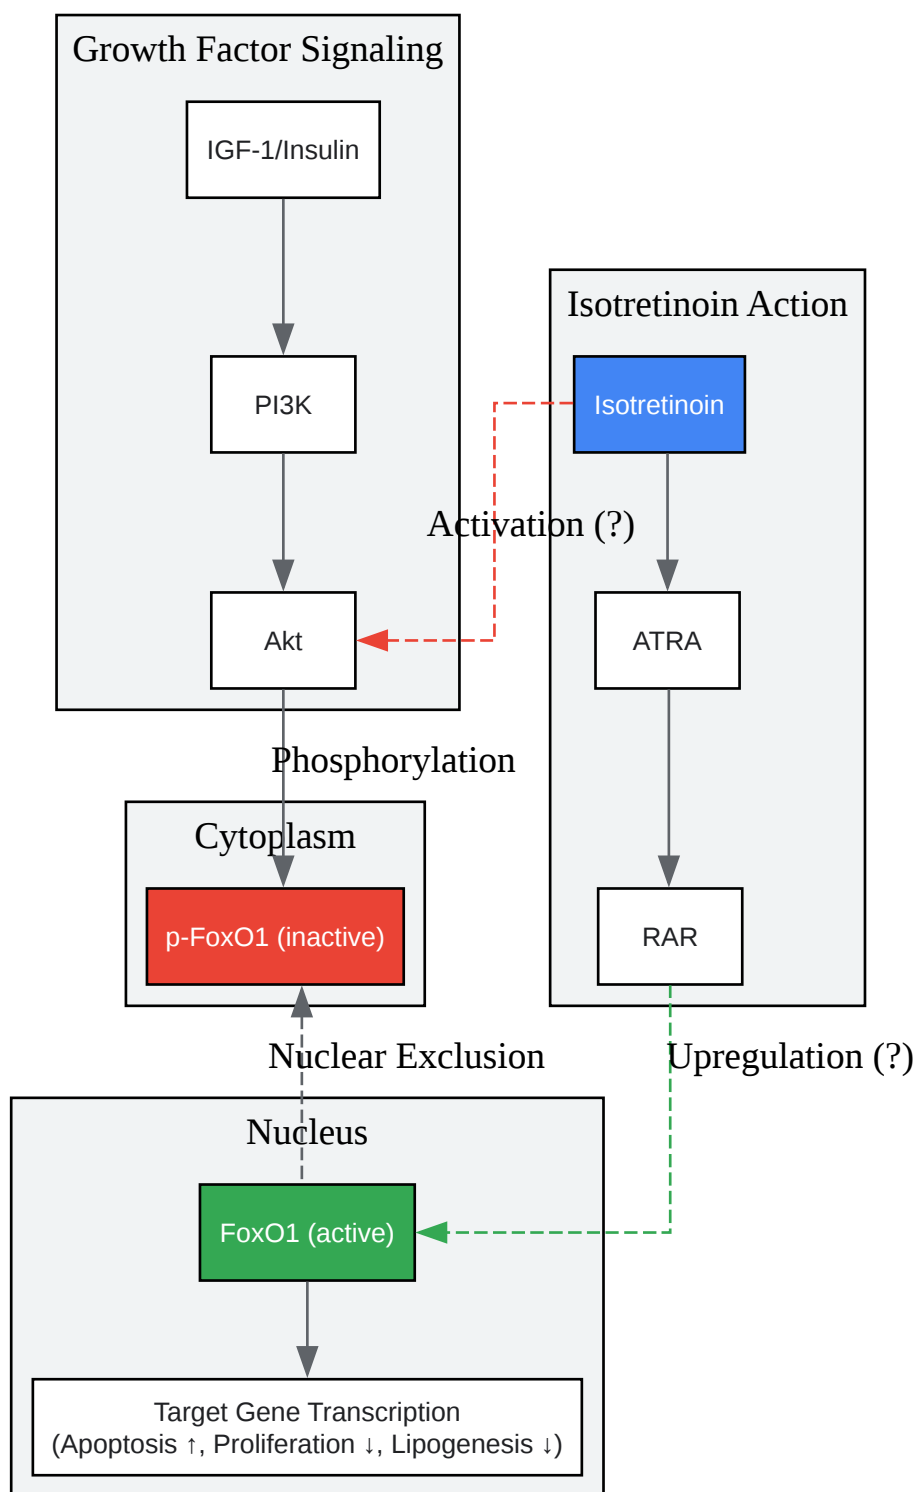 Growth Factor Signaling
IGF-1/Insulin
Isotretinoin Action
PI3K
Isotretinoin
Activation (?)
Akt
ATRA
Phosphorylation
Cytoplasm
p-FoxO1 (inactive)
RAR
Nuclear Exclusion
Upregulation (?)
Nucleus
FoxO1 (active)
Target Gene Transcription
(Apoptosis ↑, Proliferation ↓, Lipogenesis ↓)